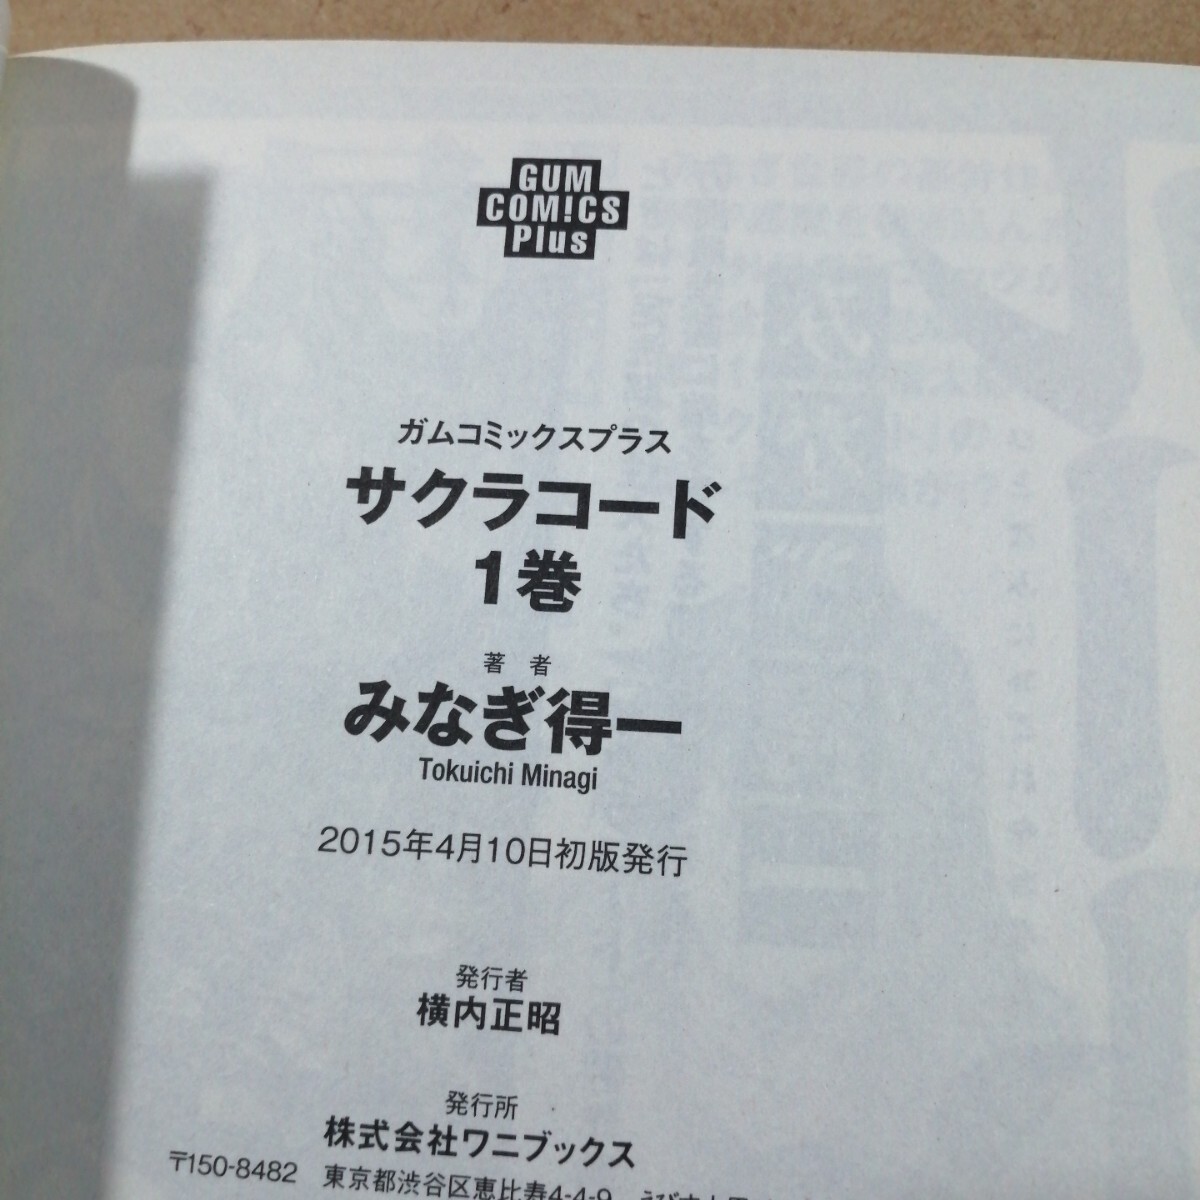 GUM
COMiCS
Plus
ガムコミックスプラス
サクラコード
1巻
著 者
みなぎ得一
Tokuichi Minagi
2015年4月10日初版発行
発行者
横内正昭
発行所
株式会社ワニブックス
〒150-8482 東京都渋谷区恵比寿4-4-9